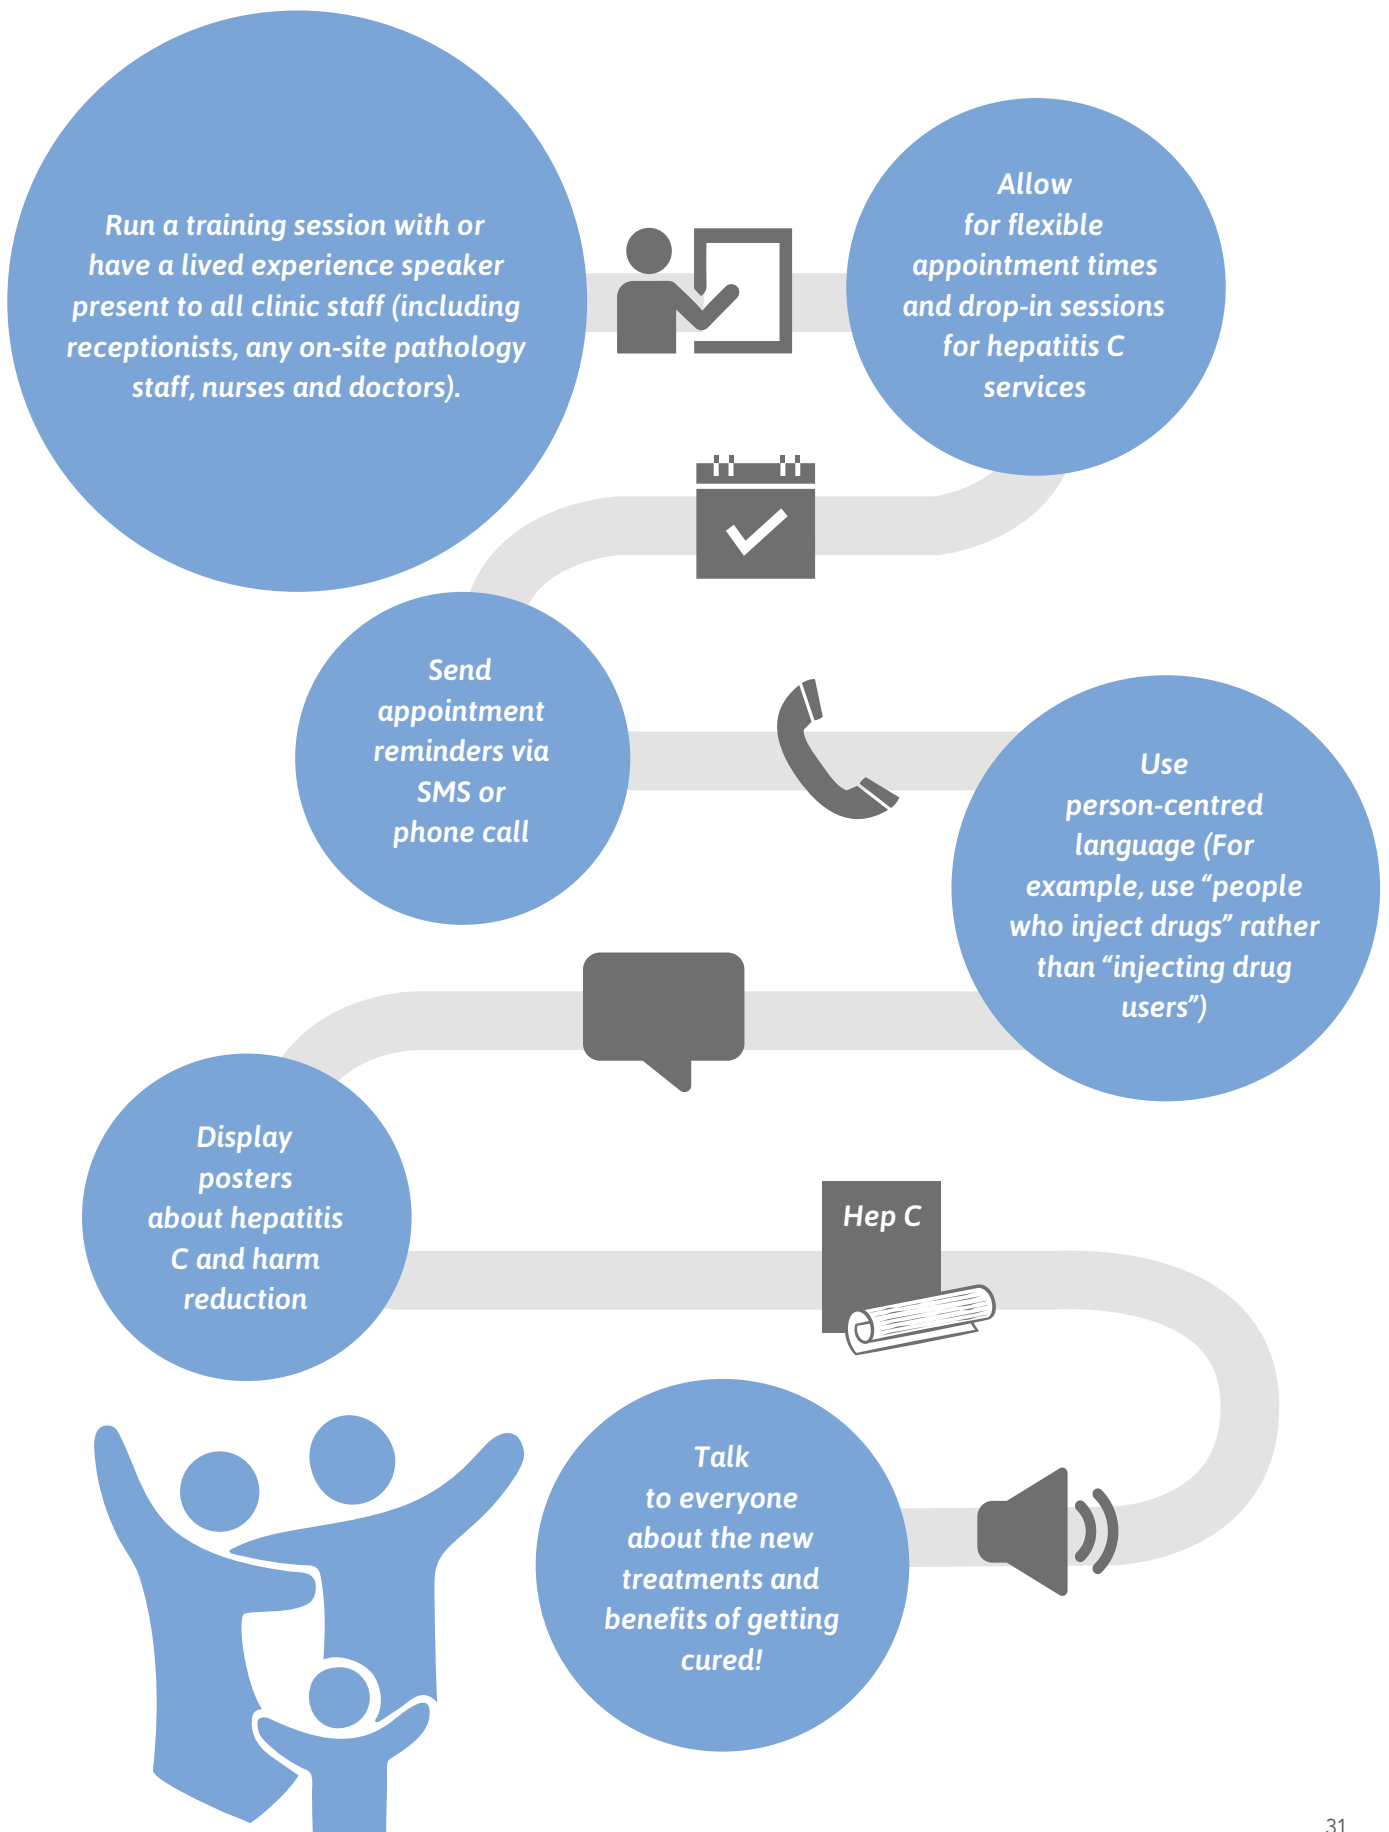 Run a training session with or
have a lived experience speaker
present to all clinic staff (including
receptionists, any on-site pathology
staff, nurses and doctors).
Allow
for flexible
appointment times
and drop-in sessions
for hepatitis C
services
Send
appointment
reminders via
SMS or
phone call
Use
person-centred
language (For
example, use “people
who inject drugs” rather
than “injecting drug
users”)
Display
posters
about hepatitis
C and harm
reduction
Hep C
Talk
to everyone
about the new
treatments and
benefits of getting
cured!
31